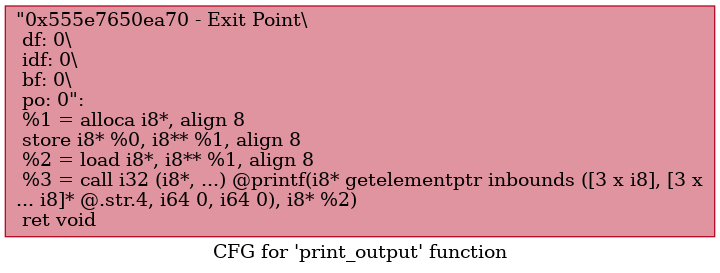 "0x555e7650ea70 - Exit Point\
df: 0\
idf: 0\
bf: 0\
po: 0":
%1 = alloca i8*, align 8
store i8* %0, i8** %1, align 8
%2 = load i8*, i8** %1, align 8
%3 = call i32 (i8*, ...) @printf(i8* getelementptr inbounds ([3 x i8], [3 x
... i8]* @.str.4, i64 0, i64 0), i8* %2)
ret void
CFG for 'print_output' function